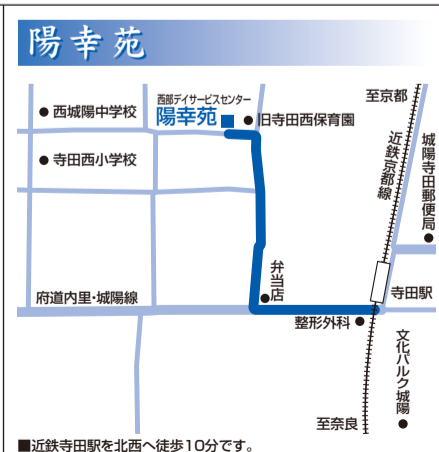 陽幸苑
至京都
西部デイサービスセンター
陽幸苑
●旧寺田西保育園
●西城陽中学校
●寺田西小学校
近鉄京都線
城陽寺田郵便局●
弁当店
府道内里・城陽線
寺田駅
整形外科●
文化パルク城陽●
至奈良
■近鉄寺田駅を北西へ徒歩10分です。